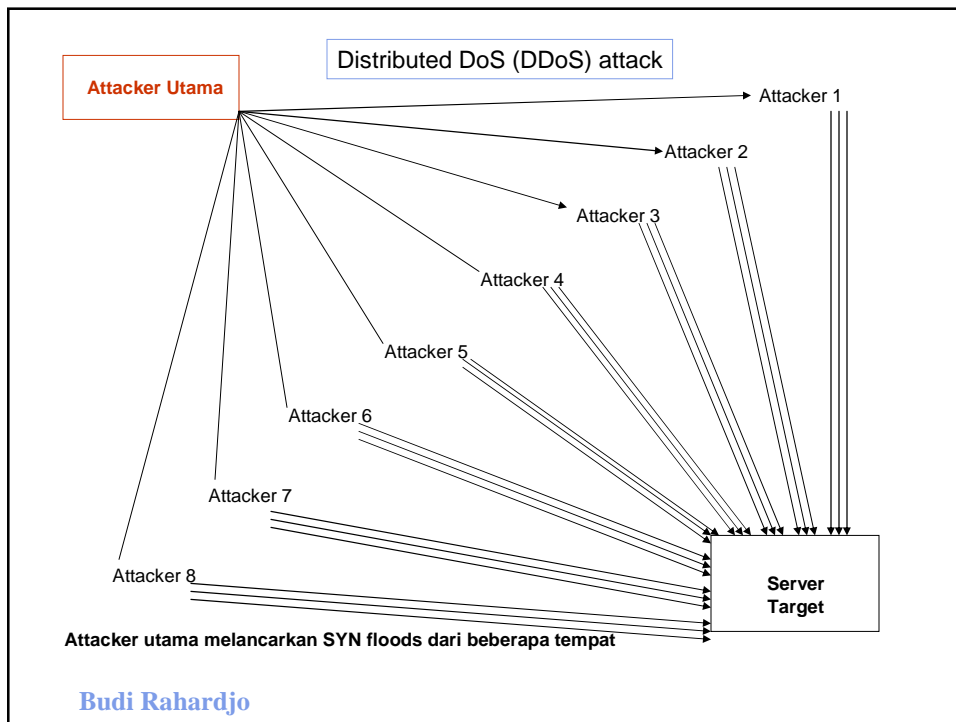 Distributed DoS (DDoS) attack
Attacker Utama
Attacker 1
Attacker 2
Attacker 3
Attacker 4
Attacker 5
Attacker 6
Attacker 7
Attacker 8
Server
Target
Attacker utama melancarkan SYN floods dari beberapa tempat
Budi Rahardjo